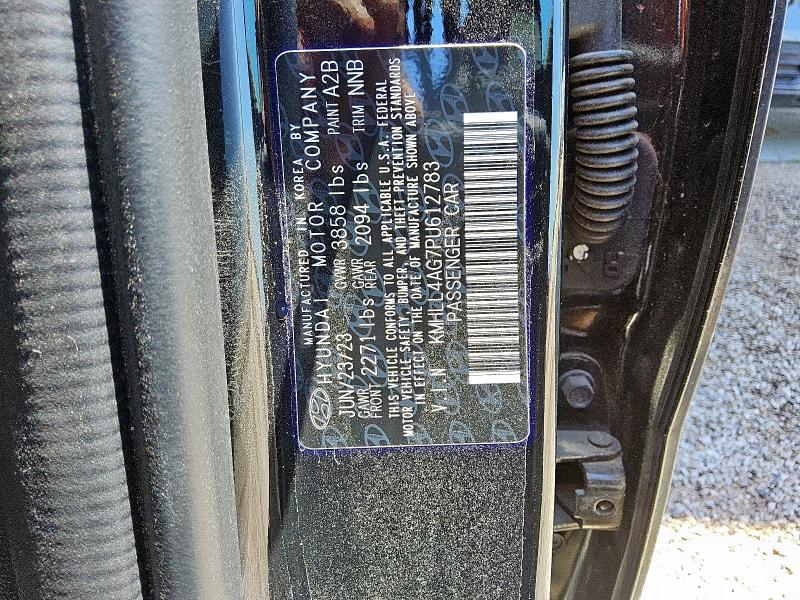 MANUFACTURED IN KOREA BY
HYUNDAI MOTOR COMPANY
JUN/23/23 GVWR 3858 lbs PAINT A2B
GAWR FRONT 2271 lbs GAWR REAR 2094 lbs TRIM NNB
THIS VEHICLE CONFORMS TO ALL APPLICABLE U.S.A. FEDERAL
MOTOR VEHICLE SAFETY, BUMPER, AND THEFT PREVENTION STANDARDS
IN EFFECT ON THE DATE OF MANUFACTURE SHOWN ABOVE
V.I.N KMHLL4AG7PU612783
PASSENGER CAR